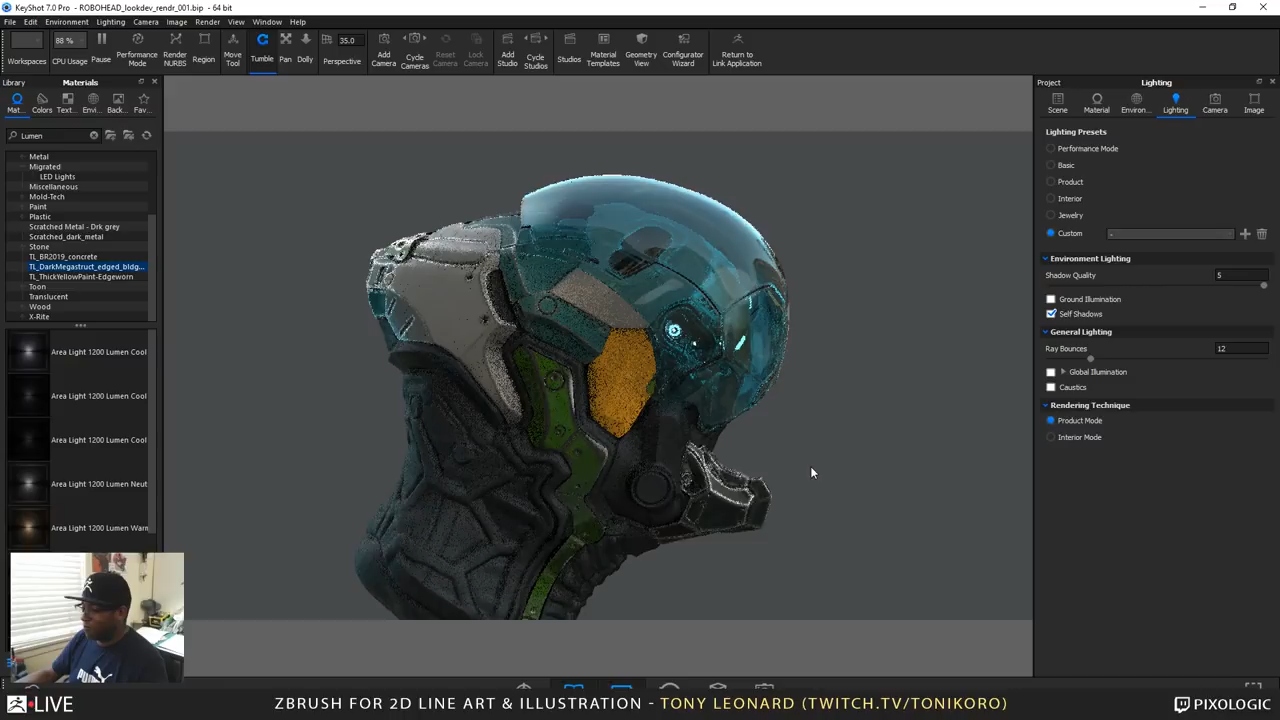 KeyShot 7.0 Pro - ROBOHEAD_lookdev_rendr_001.bip - 64 bit
File Edit Environment Lighting Camera Image Render View Window Help
88 %
35.0
Workspaces CPU Usage Pause Performance Mode Render NURBS Region Move Tool Tumble Pan Dolly Perspective Add Camera Cycle Cameras Reset Camera Lock Camera Add Studio Cycle Studios Studios Material Templates Geometry View Configurator Wizard Return to Link Application
Library Materials
Mat... Colors Text... Envi... Back... Fav...
Lumen
Metal
Migrated
LED Lights
Miscellaneous
Mold-Tech
Paint
Plastic
Scratched Metal - Drk grey
Scratched_dark_metal
Stone
TL_BR2019_concrete
TL_DarkMegastruct_edged_bldg...
TL_ThickYellowPaint-Edgeworn
Toon
Translucent
Wood
X-Rite
Area Light 1200 Lumen Cool
Area Light 1200 Lumen Cool
Area Light 1200 Lumen Cool
Area Light 1200 Lumen Neut
Area Light 1200 Lumen Warm
Project Lighting
Scene Material Environ... Lighting Camera Image
Lighting Presets
Performance Mode
Basic
Product
Interior
Jewelry
Custom -
Environment Lighting
Shadow Quality 5
Ground Illumination
Self Shadows
General Lighting
Ray Bounces 12
Global Illumination
Caustics
Rendering Technique
Product Mode
Interior Mode
LIVE ZBRUSH FOR 2D LINE ART & ILLUSTRATION - TONY LEONARD (TWITCH.TV/TONIKORO) PIXOLOGIC